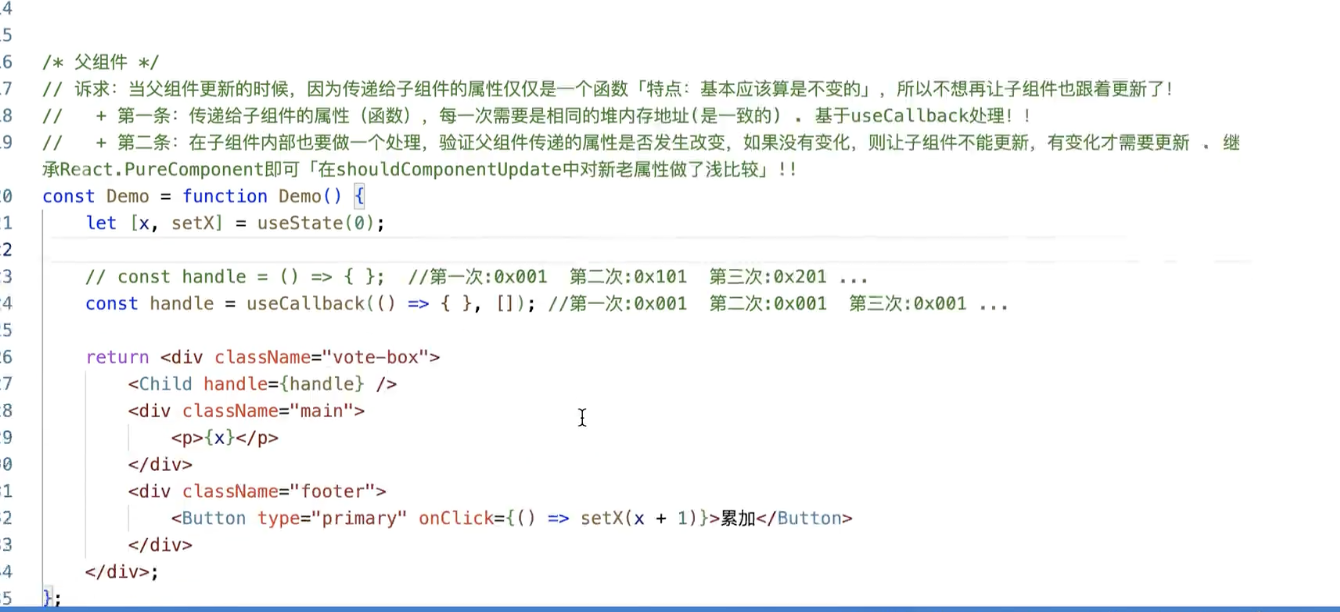 4
5
6 /* 父组件 */
7 // 诉求：当父组件更新的时候，因为传递给子组件的属性仅仅是一个函数「特点：基本应该算是不变的」，所以不想再让子组件也跟着更新了！
8 //   + 第一条：传递给子组件的属性（函数），每一次需要是相同的堆内存地址(是一致的) . 基于useCallback处理！！
9 //   + 第二条：在子组件内部也要做一个处理，验证父组件传递的属性是否发生改变，如果没有变化，则让子组件不能更新，有变化才需要更新 . 继
承React.PureComponent即可「在shouldComponentUpdate中对新老属性做了浅比较」!!
0 const Demo = function Demo() {
1     let [x, setX] = useState(0);
2
3     // const handle = () => { };  //第一次:0x001  第二次:0x101  第三次:0x201 ...
4     const handle = useCallback(() => { }, []); //第一次:0x001  第二次:0x001  第三次:0x001 ...
5
6     return <div className="vote-box">
7         <Child handle={handle} />
8         <div className="main">
9             <p>{x}</p>
0         </div>
1         <div className="footer">
2             <Button type="primary" onClick={() => setX(x + 1)}>累加</Button>
3         </div>
4     </div>;
5 };